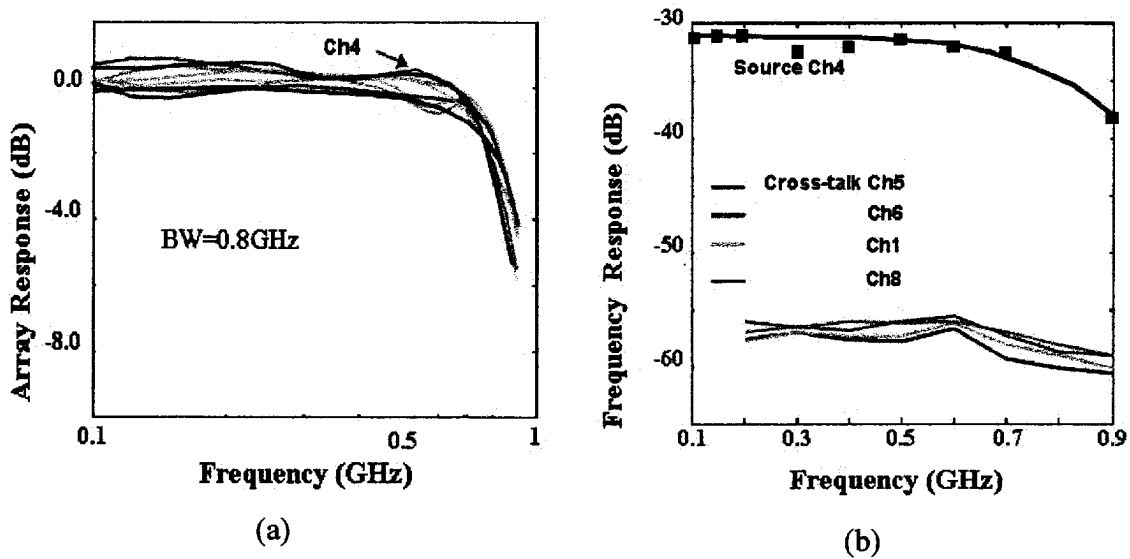 Array Response (dB)
0.0
-4.0
-8.0
Ch4
BW=0.8GHz
0.1
0.5
1
Frequency (GHz)
(a)
Frequency Response (dB)
-30
-40
-50
-60
Source Ch4
Cross-talk Ch5
Ch6
Ch1
Ch8
0.1
0.3
0.5
0.7
0.9
Frequency (GHz)
(b)